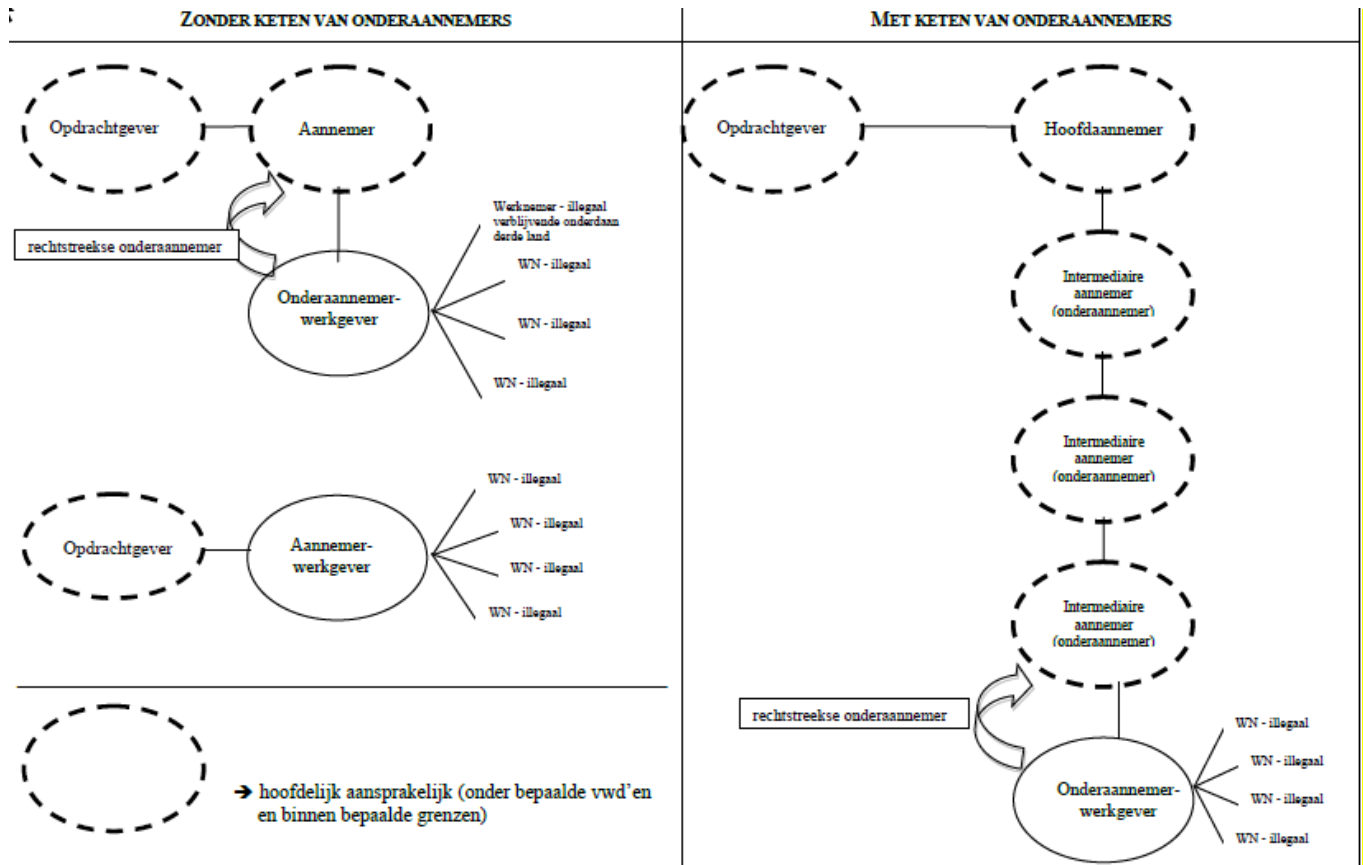 ZONDER KETEN VAN ONDERAANNEMERS
Opdrachtgever
Aannemer
rechtstreekse onderaannemer
Onderaannemer-
werkgever
Werknemer - illegaal
verblijvende onderdaan
derde land
WN - illegaal
WN - illegaal
WN - illegaal
Opdrachtgever
Aannemer-
werkgever
WN - illegaal
WN - illegaal
WN - illegaal
WN - illegaal
➔ hoofdelijk aansprakelijk (onder bepaalde vwd'en
en binnen bepaalde grenzen)
MET KETEN VAN ONDERAANNEMERS
Opdrachtgever
Hoofdaannemer
Intermediaire
aannemer
(onderaannemer)
Intermediaire
aannemer
(onderaannemer)
Intermediaire
aannemer
(onderaannemer)
rechtstreekse onderaannemer
Onderaannemer-
werkgever
WN - illegaal
WN - illegaal
WN - illegaal
WN - illegaal